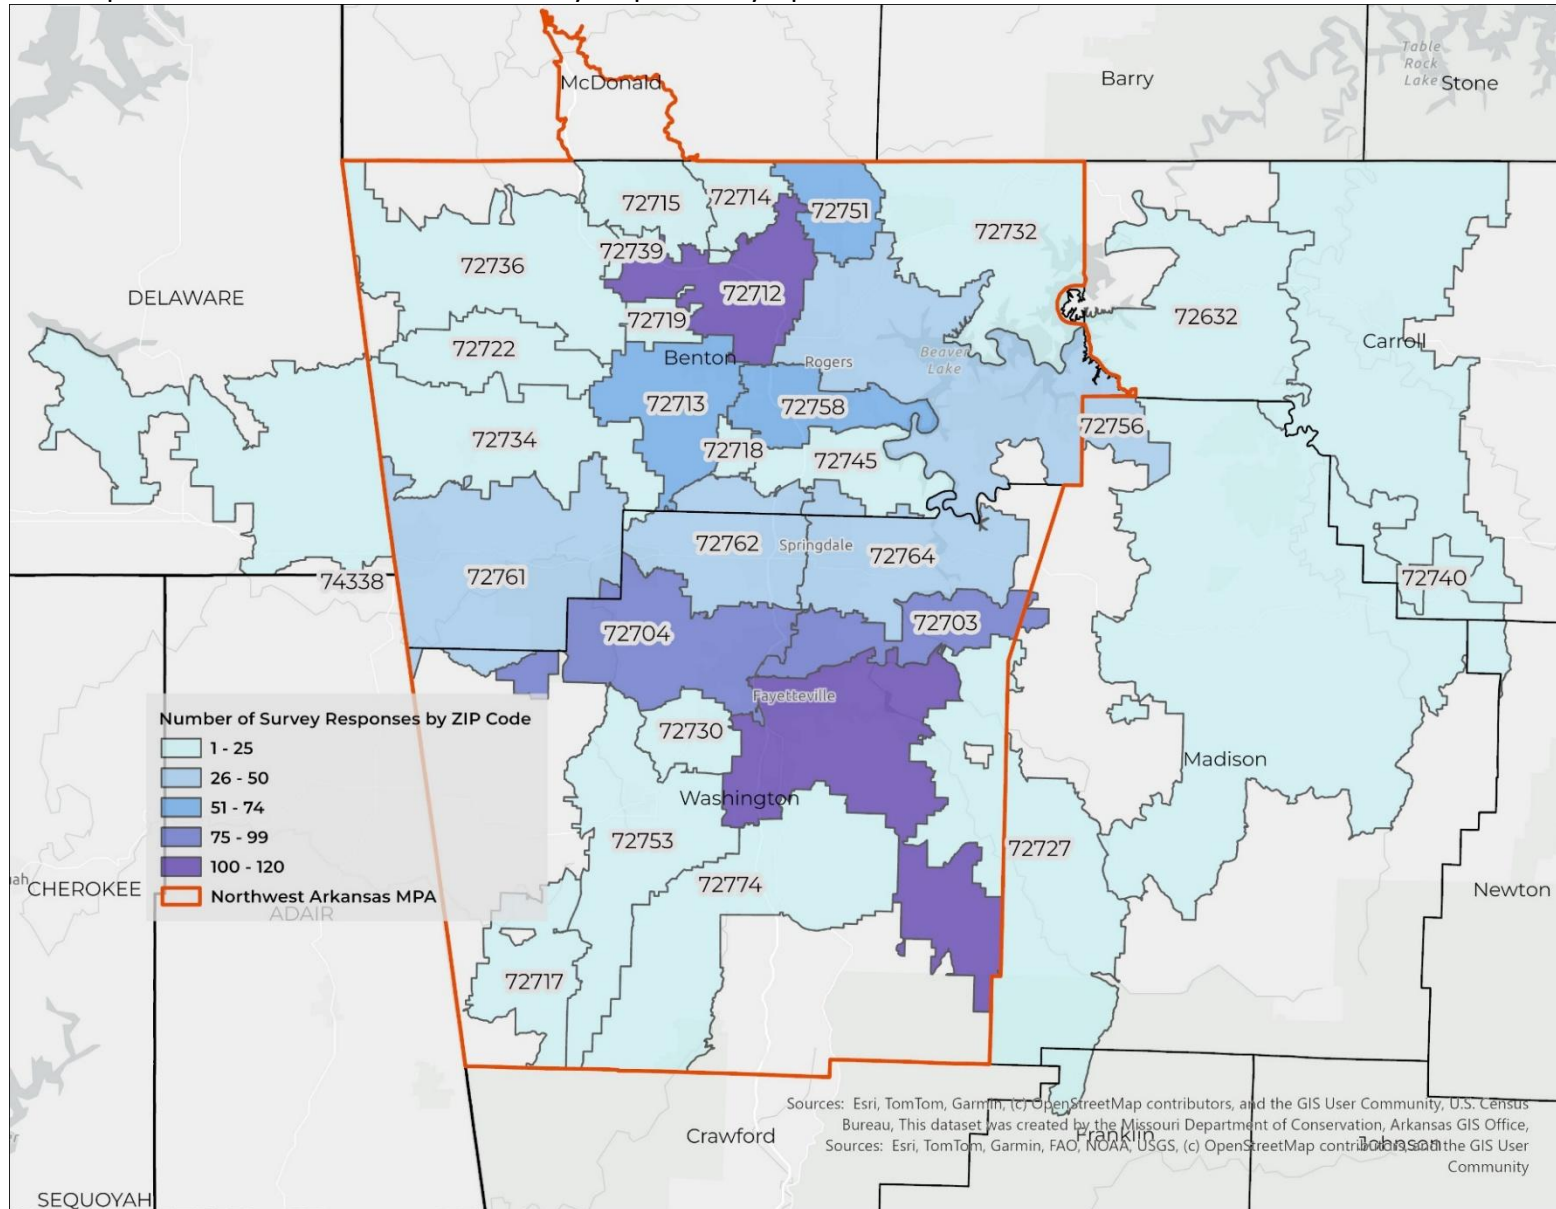 McDonald
Barry
Table
Rock
Lake
Stone
72715
72714
72751
72732
72739
72736
72712
DELAWARE
72719
72632
72722
Benton
Rogers
Beaver
Lake
Carroll
72713
72758
72756
72734
72718
72745
72762
Springdale
72764
72761
74338
72740
72704
72703
Fayetteville
Number of Survey Responses by ZIP Code
1 - 25
26 - 50
51 - 74
75 - 99
100 - 120
Northwest Arkansas MPA
72730
Madison
Washington
72753
72727
72774
CHEROKEE
ADAIR
Newton
72717
Sources: Esri, TomTom, Garmin, (c) OpenStreetMap contributors, and the GIS User Community, U.S. Census
Bureau, This dataset was created by the Missouri Department of Conservation, Arkansas GIS Office,
Sources: Esri, TomTom, Garmin, FAO, NOAA, USGS, (c) OpenStreetMap contributors, and the GIS User
Community
Crawford
Franklin
Johnson
SEQUOYAH